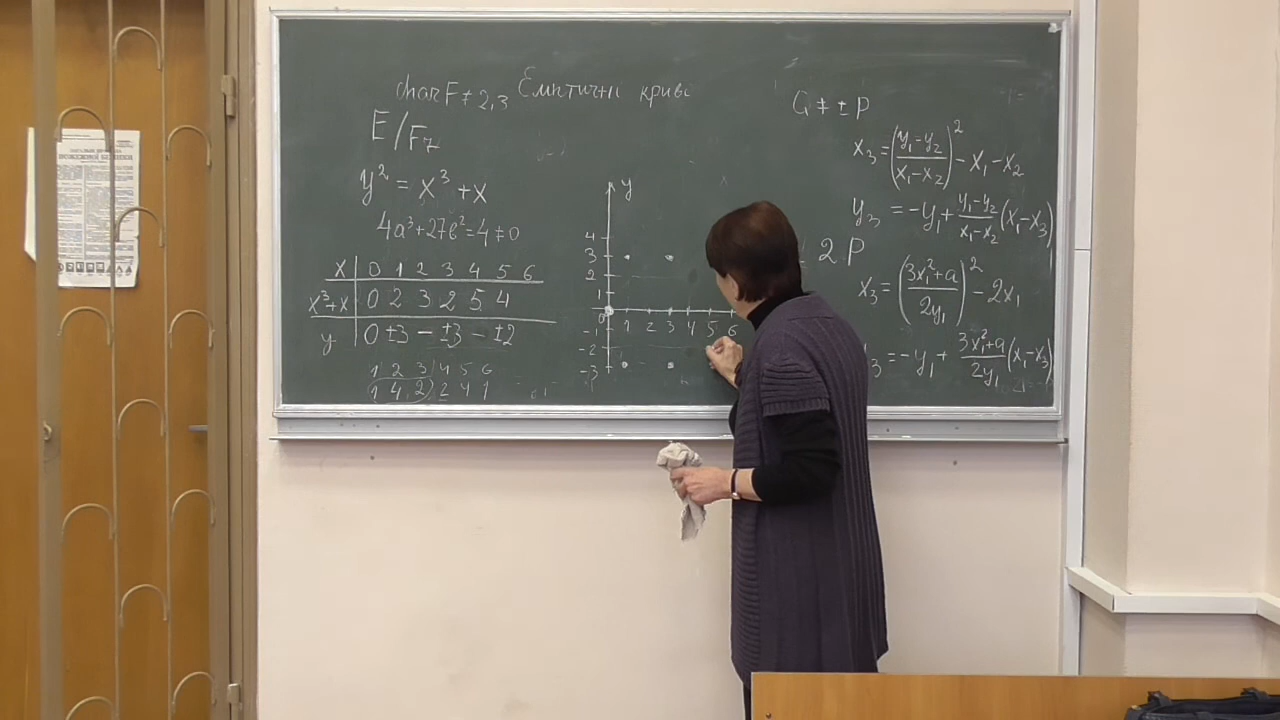 char F ≠ 2,3 Еліптичні криві
E/F₇
y² = x³ + x
4a³+27b²=4≠0
x | 0 1 2 3 4 5 6
x³+x | 0 2 3 2 5 4
y | 0 ±3 − ±3 − ±2
1 2 3 4 5 6
1 4 2 2 4 1
y
4
3
2
1
0 1 2 3 4 5 6
-1
-2
-3
Q ≠ ± P
x₃ = ((y₁−y₂)/(x₁−x₂))² − x₁ − x₂
y₃ = −y₁ + (y₁−y₂)/(x₁−x₂) (x₁−x₃)
2P
x₃ = ((3x₁²+a)/(2y₁))² − 2x₁
₃ = −y₁ + (3x₁²+a)/(2y₁) (x₁−x₃)